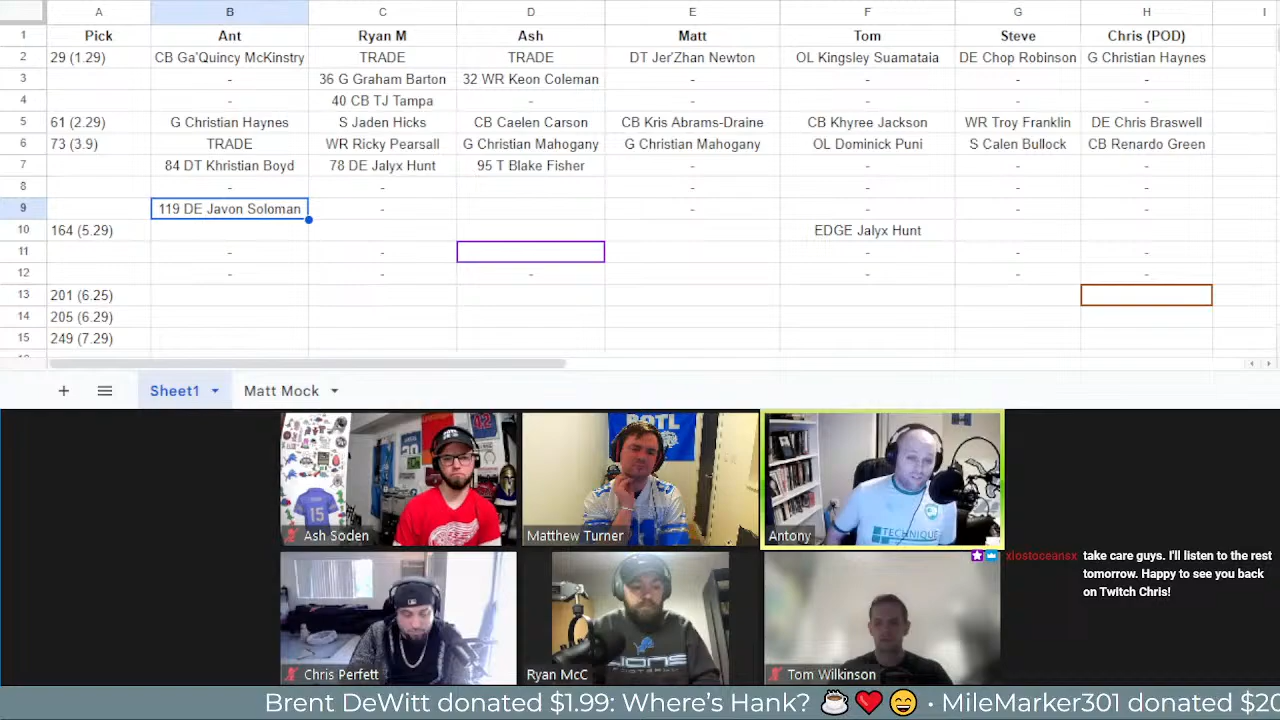 A B C D E F G H I
1 Pick Ant Ryan M Ash Matt Tom Steve Chris (POD)
2 29 (1.29) CB Ga'Quincy McKinstry TRADE TRADE DT Jer'Zhan Newton OL Kingsley Suamataia DE Chop Robinson G Christian Haynes
3 - 36 G Graham Barton 32 WR Keon Coleman - - - -
4 - 40 CB TJ Tampa - - - - -
5 61 (2.29) G Christian Haynes S Jaden Hicks CB Caelen Carson CB Kris Abrams-Draine CB Khyree Jackson WR Troy Franklin DE Chris Braswell
6 73 (3.9) TRADE WR Ricky Pearsall G Christian Mahogany G Christian Mahogany OL Dominick Puni S Calen Bullock CB Renardo Green
7 84 DT Khristian Boyd 78 DE Jalyx Hunt 95 T Blake Fisher - - - -
8 - - - - - -
9 119 DE Javon Soloman - - - - -
10 164 (5.29) EDGE Jalyx Hunt
11 - - - - -
12 - - - - - -
13 201 (6.25)
14 205 (6.29)
15 249 (7.29)
+ Sheet1 Matt Mock
BOTL
42
15
TECHNIQUE
LIONS
Ash Soden
Matthew Turner
Antony
Chris Perfett
Ryan McC
Tom Wilkinson
xiostoceansx take care guys. I'll listen to the rest
tomorrow. Happy to see you back
on Twitch Chris!
Brent DeWitt donated $1.99: Where's Hank? ☕❤️😄 • MileMarker301 donated $20